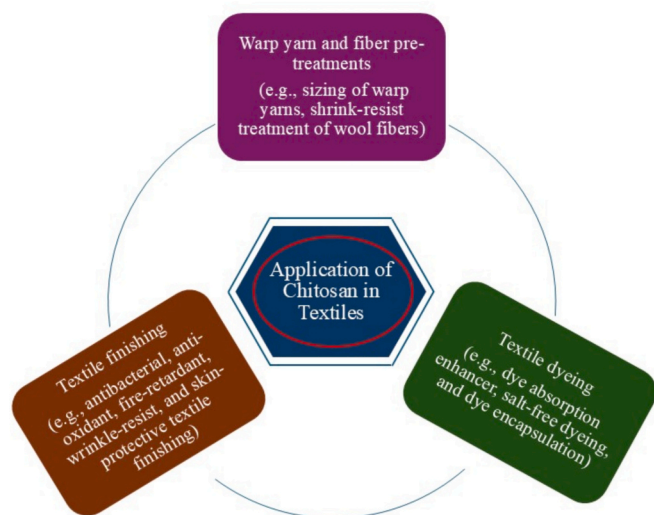 Warp yarn and fiber pre-
treatments
(e.g., sizing of warp
yarns, shrink-resist
treatment of wool fibers)
Application of
Chitosan in
Textiles
Textile finishing
(e.g., antibacterial, anti-
oxidant, fire-retardant,
wrinkle-resist, and skin-
protective textile
finishing)
Textile dyeing
(e.g., dye absorption
enhancer, salt-free dyeing,
and dye encapsulation)